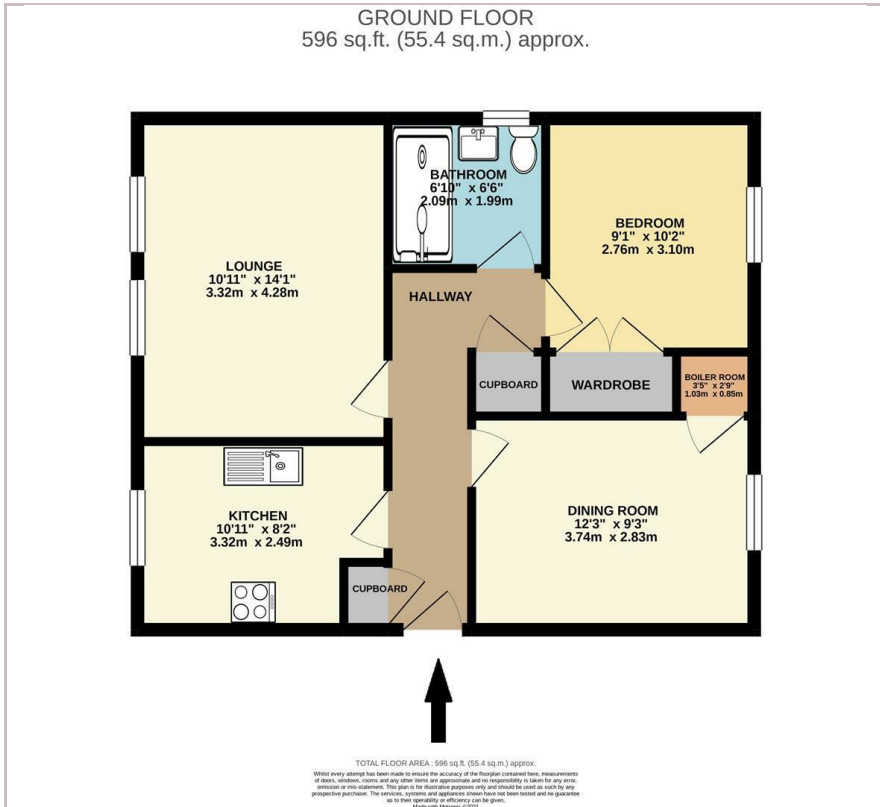 GROUND FLOOR
596 sq.ft. (55.4 sq.m.) approx.
BATHROOM
6'10" x 6'6"
2.09m x 1.99m
BEDROOM
9'1" x 10'2"
2.76m x 3.10m
LOUNGE
10'11" x 14'1"
3.32m x 4.28m
HALLWAY
CUPBOARD
WARDROBE
BOILER ROOM
3'5" x 2'9"
1.03m x 0.85m
KITCHEN
10'11" x 8'2"
3.32m x 2.49m
DINING ROOM
12'3" x 9'3"
3.74m x 2.83m
CUPBOARD
TOTAL FLOOR AREA : 596 sq.ft. (55.4 sq.m.) approx.
Whilst every attempt has been made to ensure the accuracy of the floorplan contained here, measurements
of doors, windows, rooms and any other items are approximate and no responsibility is taken for any error,
omission or mis-statement. This plan is for illustrative purposes only and should be used as such by any
prospective purchaser. The services, systems and appliances shown have not been tested and no guarantee
as to their operability or efficiency can be given.
Made with Metropix ©2021